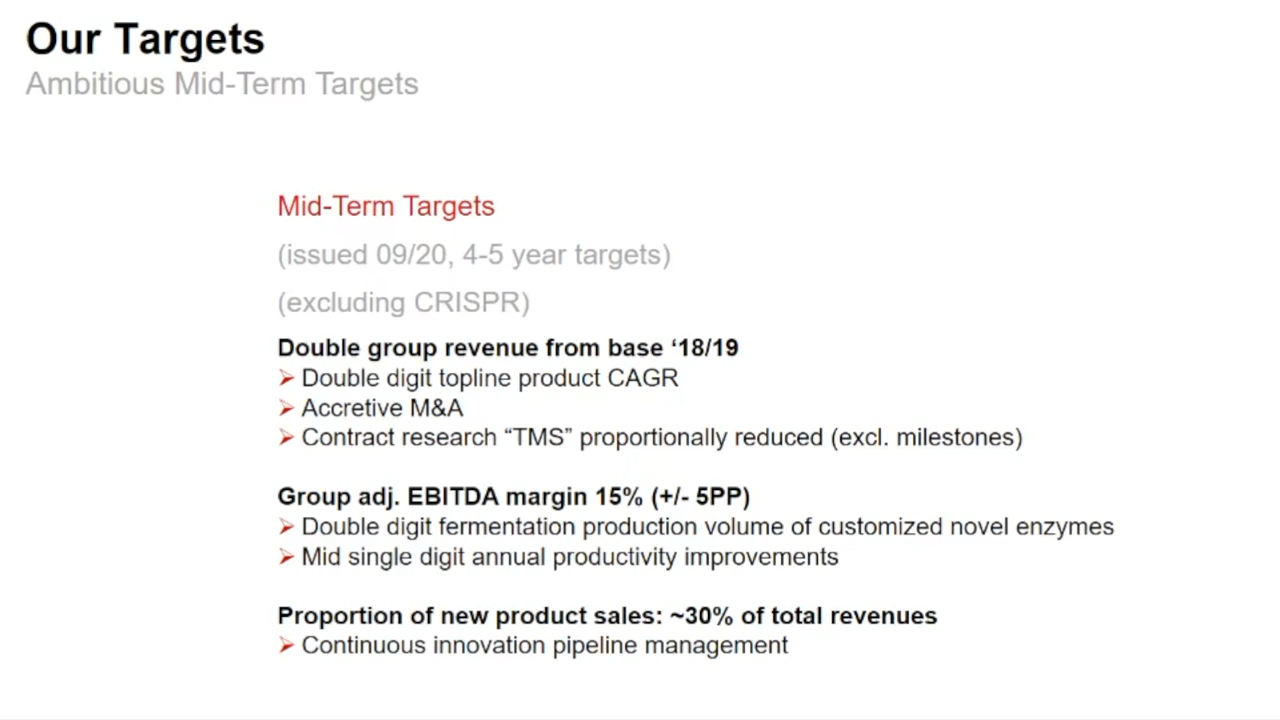 Our Targets
Ambitious Mid-Term Targets
Mid-Term Targets
(issued 09/20, 4-5 year targets)
(excluding CRISPR)
Double group revenue from base ‘18/19
➢ Double digit topline product CAGR
➢ Accretive M&A
➢ Contract research “TMS” proportionally reduced (excl. milestones)
Group adj. EBITDA margin 15% (+/- 5PP)
➢ Double digit fermentation production volume of customized novel enzymes
➢ Mid single digit annual productivity improvements
Proportion of new product sales: ~30% of total revenues
➢ Continuous innovation pipeline management